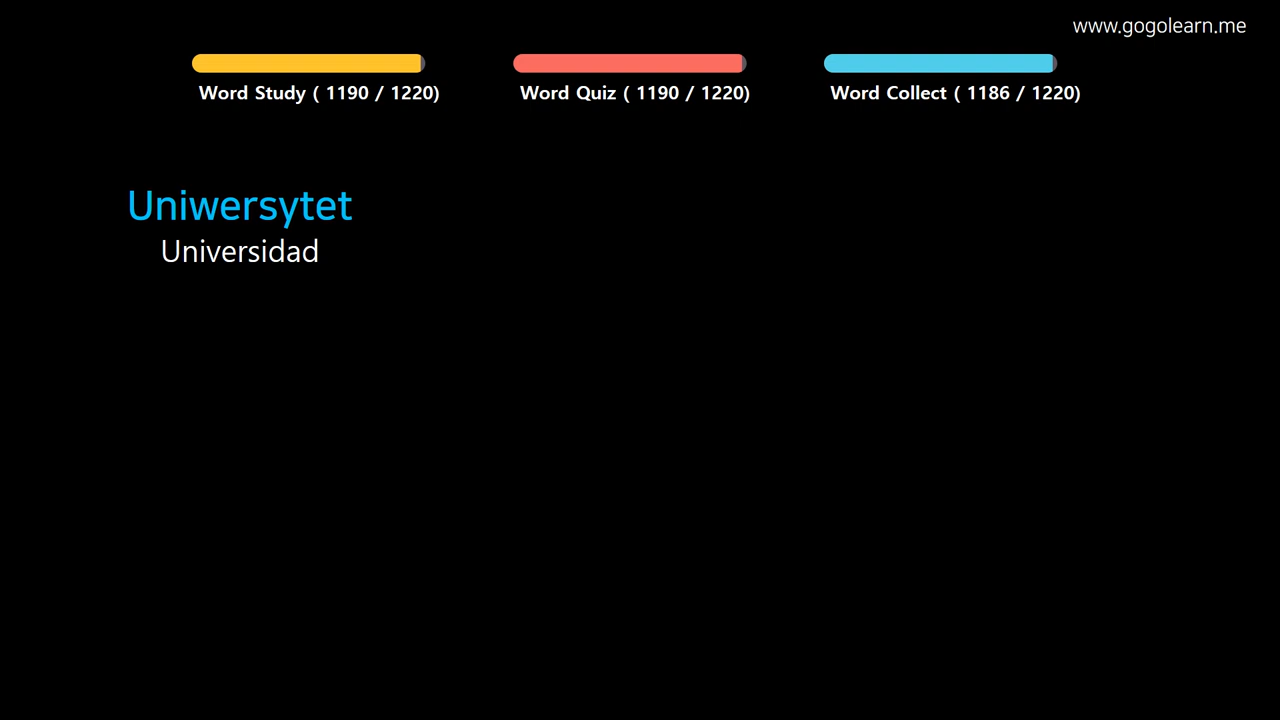 www.gogolearn.me
Word Study ( 1190 / 1220)
Word Quiz ( 1190 / 1220)
Word Collect ( 1186 / 1220)
Uniwersytet
Universidad